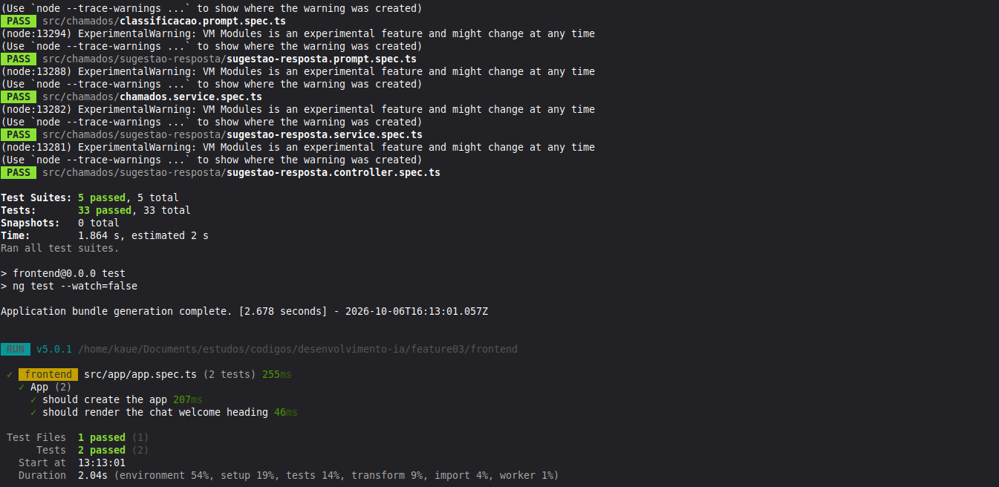 (Use `node --trace-warnings ...` to show where the warning was created)
PASS src/chamados/classificacao.prompt.spec.ts
(node:13294) ExperimentalWarning: VM Modules is an experimental feature and might change at any time
(Use `node --trace-warnings ...` to show where the warning was created)
PASS src/chamados/sugestao-resposta/sugestao-resposta.prompt.spec.ts
(node:13288) ExperimentalWarning: VM Modules is an experimental feature and might change at any time
(Use `node --trace-warnings ...` to show where the warning was created)
PASS src/chamados/chamados.service.spec.ts
(node:13282) ExperimentalWarning: VM Modules is an experimental feature and might change at any time
(Use `node --trace-warnings ...` to show where the warning was created)
PASS src/chamados/sugestao-resposta/sugestao-resposta.service.spec.ts
(node:13281) ExperimentalWarning: VM Modules is an experimental feature and might change at any time
(Use `node --trace-warnings ...` to show where the warning was created)
PASS src/chamados/sugestao-resposta/sugestao-resposta.controller.spec.ts
Test Suites: 5 passed, 5 total
Tests: 33 passed, 33 total
Snapshots: 0 total
Time: 1.864 s, estimated 2 s
Ran all test suites.
> frontend@0.0.0 test
> ng test --watch=false
Application bundle generation complete. [2.678 seconds] - 2026-10-06T16:13:01.057Z
RUN v5.0.1 /home/kaue/Documents/estudos/codigos/desenvolvimento-ia/feature03/frontend
✓ frontend src/app/app.spec.ts (2 tests) 255ms
✓ App (2)
✓ should create the app 207ms
✓ should render the chat welcome heading 46ms
Test Files 1 passed (1)
Tests 2 passed (2)
Start at 13:13:01
Duration 2.04s (environment 54%, setup 19%, tests 14%, transform 9%, import 4%, worker 1%)